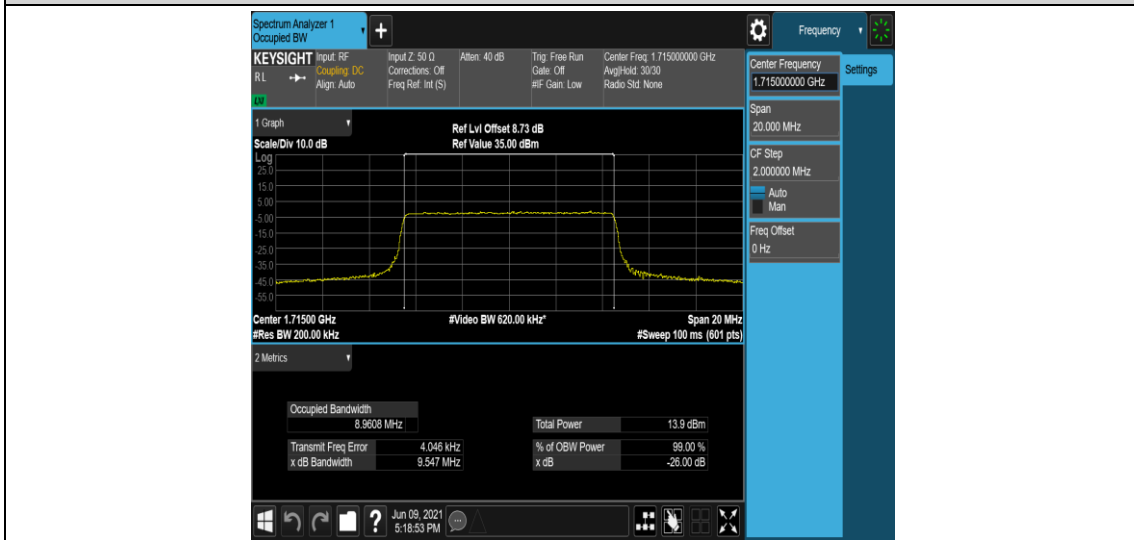 Spectrum Analyzer 1
Occupied BW
+
Frequency
KEYSIGHT
RL
LXI
Input: RF
Coupling: DC
Align: Auto
Input Z: 50 Ω
Corrections: Off
Freq Ref: Int (S)
Atten: 40 dB
Trig: Free Run
Gate: Off
#IF Gain: Low
Center Freq: 1.715000000 GHz
Avg|Hold: 30/30
Radio Std: None
Center Frequency
1.715000000 GHz
Settings
Span
20.000 MHz
CF Step
2.000000 MHz
Auto
Man
Freq Offset
0 Hz
1 Graph
Ref Lvl Offset 8.73 dB
Scale/Div 10.0 dB
Ref Value 35.00 dBm
Log
25.0
15.0
5.00
-5.00
-15.0
-25.0
-35.0
-45.0
-55.0
Center 1.71500 GHz
#Video BW 620.00 kHz*
Span 20 MHz
#Res BW 200.00 kHz
#Sweep 100 ms (601 pts)
2 Metrics
Occupied Bandwidth
8.9608 MHz
Total Power 13.9 dBm
Transmit Freq Error 4.046 kHz
% of OBW Power 99.00 %
x dB Bandwidth 9.547 MHz
x dB -26.00 dB
?
Jun 09, 2021
5:18:53 PM